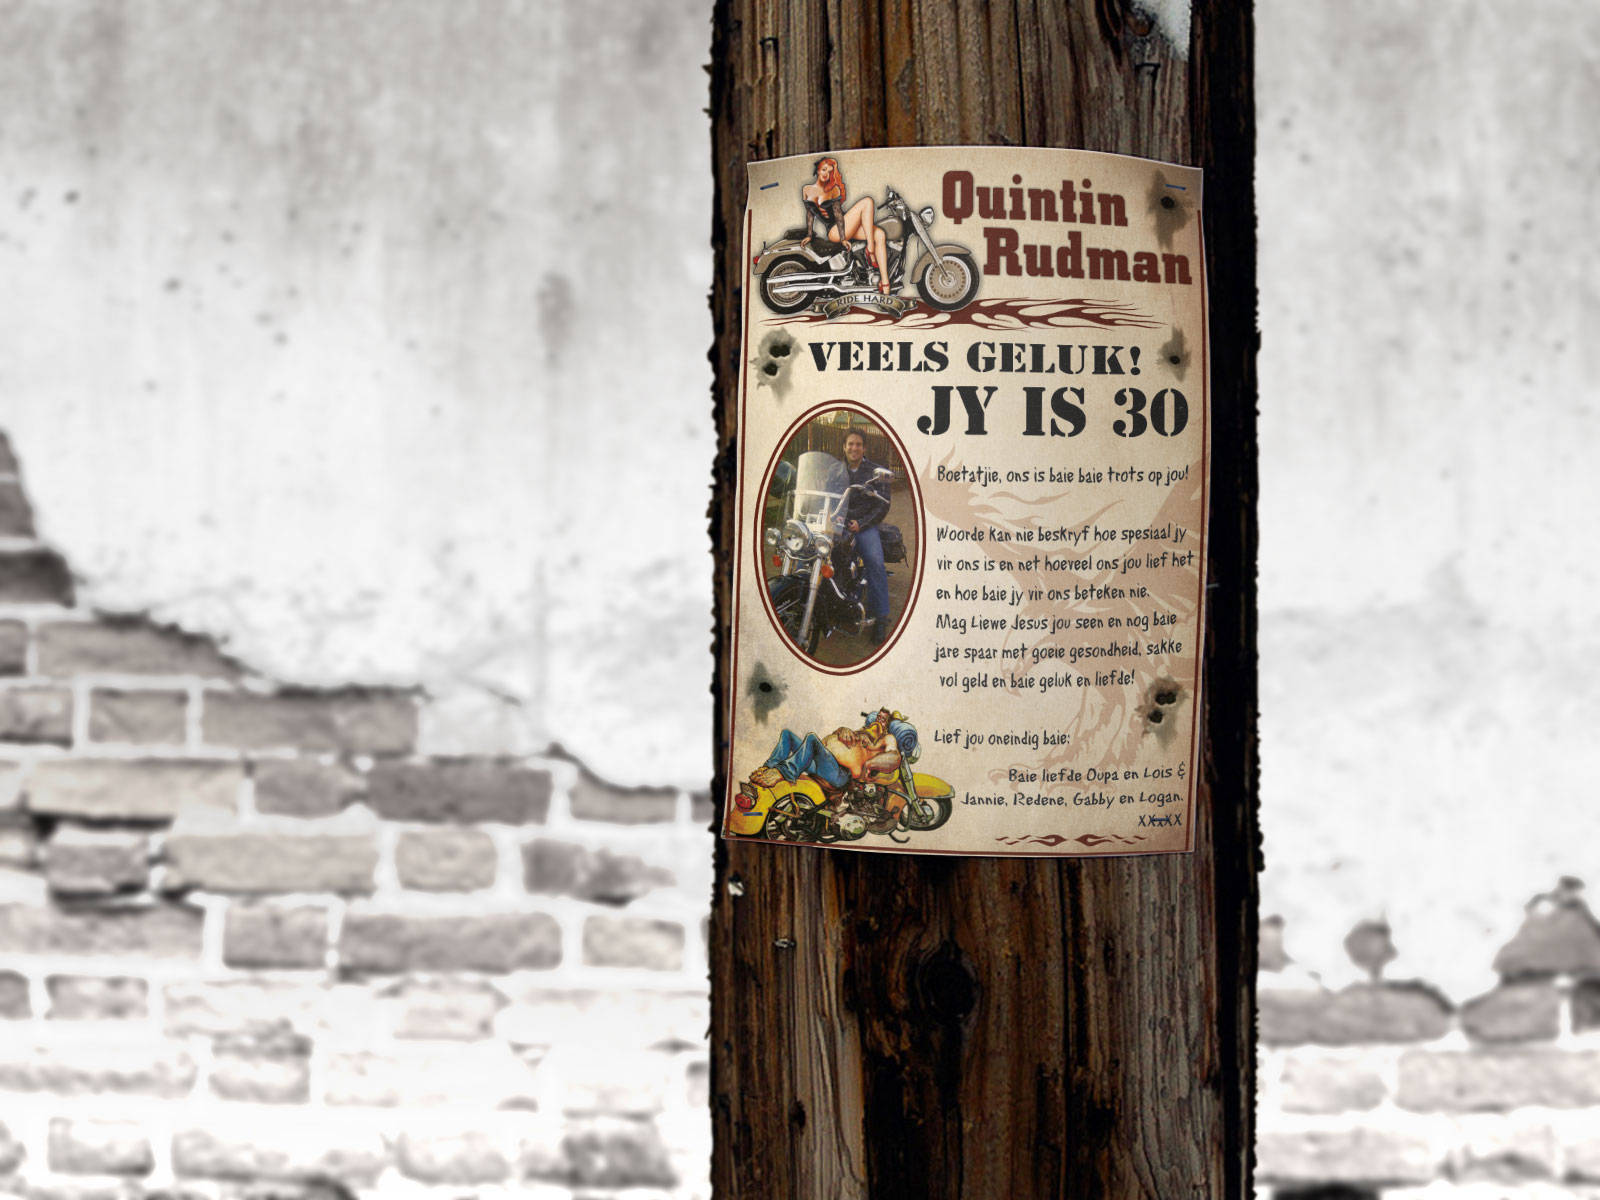 Quintin
Rudman
RIDE HARD
VEELS GELUK!
JY IS 30
Boetatjie, ons is baie baie trots op jou!
Woorde kan nie beskryf hoe spesiaal jy
vir ons is en net hoeveel ons jou lief het
en hoe baie jy vir ons beteken nie.
Mag Liewe Jesus jou seen en nog baie
jare spaar met goeie gesondheid, sakke
vol geld en baie geluk en liefde!
Lief jou oneindig baie:
Baie liefde Oupa en Lois &
Jannie, Redene, Gabby en Logan.
XXxXX